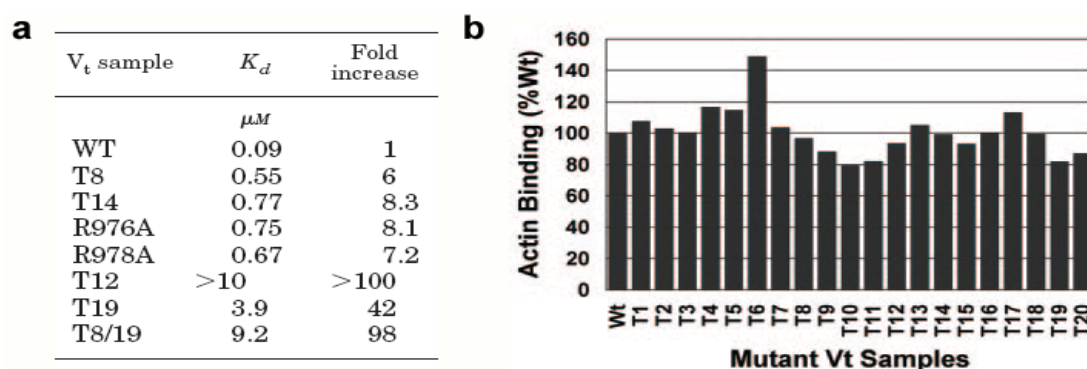 a
V_t sample K_d Fold increase
μM
WT 0.09 1
T8 0.55 6
T14 0.77 8.3
R976A 0.75 8.1
R978A 0.67 7.2
T12 >10 >100
T19 3.9 42
T8/19 9.2 98
b
Actin Binding (%Wt)
160
140
120
100
80
60
40
20
0
Wt T1 T2 T3 T4 T5 T6 T7 T8 T9 T10 T11 T12 T13 T14 T15 T16 T17 T18 T19 T20
Mutant Vt Samples